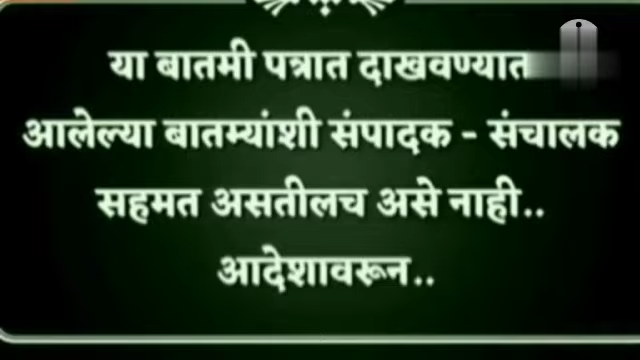 या बातमी पत्रात दाखवण्यात
आलेल्या बातम्यांशी संपादक - संचालक
सहमत असतीलच असे नाही..
आदेशावरून..